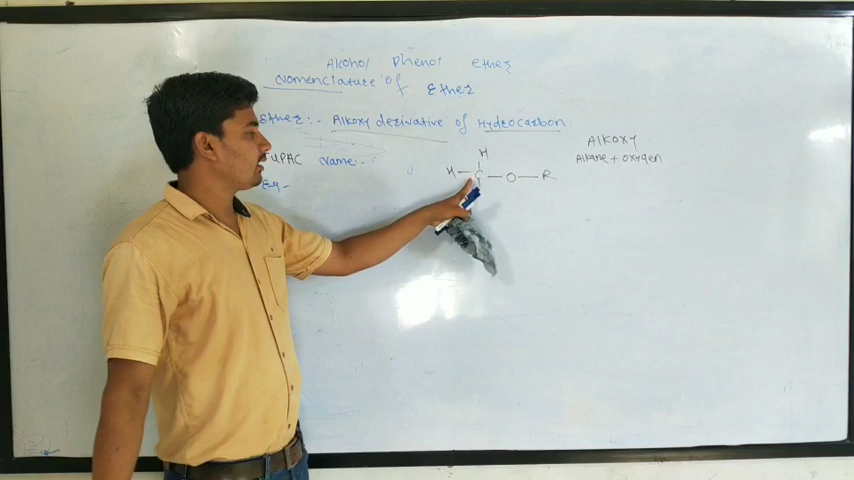 Alcohol phenol ether
Nomenclature of Ether
Ether:- Alkoxy derivative of Hydrocarbon.
Alkoxy
Alkane + oxygen
IUPAC Name:-
H
H - C - O - R
Eg-